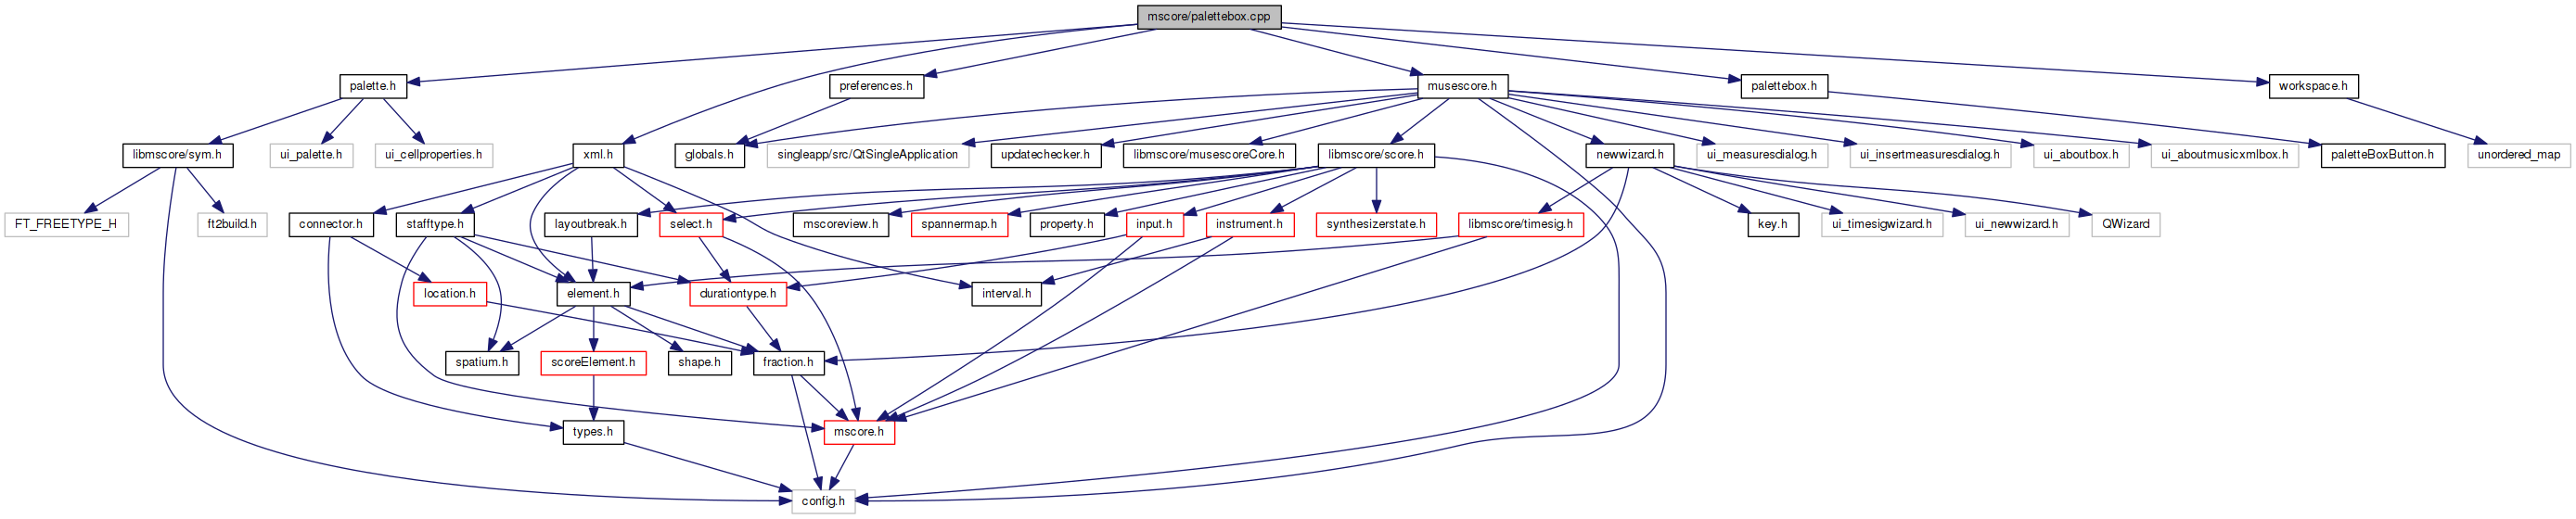 mscore/palettebox.cpp
palette.h
preferences.h
musescore.h
palettebox.h
workspace.h
libmscore/sym.h
ui_palette.h
ui_cellproperties.h
xml.h
globals.h
singleapp/src/QtSingleApplication
updatechecker.h
libmscore/musescoreCore.h
libmscore/score.h
newwizard.h
ui_measuresdialog.h
ui_insertmeasuresdialog.h
ui_aboutbox.h
ui_aboutmusicxmlbox.h
paletteBoxButton.h
unordered_map
FT_FREETYPE_H
ft2build.h
connector.h
stafftype.h
layoutbreak.h
select.h
mscoreview.h
spannermap.h
property.h
input.h
instrument.h
synthesizerstate.h
libmscore/timesig.h
key.h
ui_timesigwizard.h
ui_newwizard.h
QWizard
location.h
element.h
durationtype.h
interval.h
spatium.h
scoreElement.h
shape.h
fraction.h
types.h
mscore.h
config.h